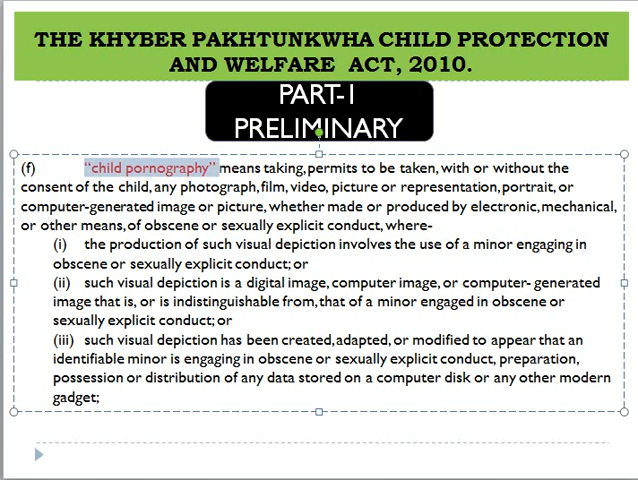 THE KHYBER PAKHTUNKWHA CHILD PROTECTION
AND WELFARE ACT, 2010.
PART-I
PRELIMINARY
(f) “child pornography” means taking, permits to be taken, with or without the
consent of the child, any photograph, film, video, picture or representation, portrait, or
computer-generated image or picture, whether made or produced by electronic, mechanical,
or other means, of obscene or sexually explicit conduct, where-
(i) the production of such visual depiction involves the use of a minor engaging in
obscene or sexually explicit conduct; or
(ii) such visual depiction is a digital image, computer image, or computer- generated
image that is, or is indistinguishable from, that of a minor engaged in obscene or
sexually explicit conduct; or
(iii) such visual depiction has been created, adapted, or modified to appear that an
identifiable minor is engaging in obscene or sexually explicit conduct, preparation,
possession or distribution of any data stored on a computer disk or any other modern
gadget;